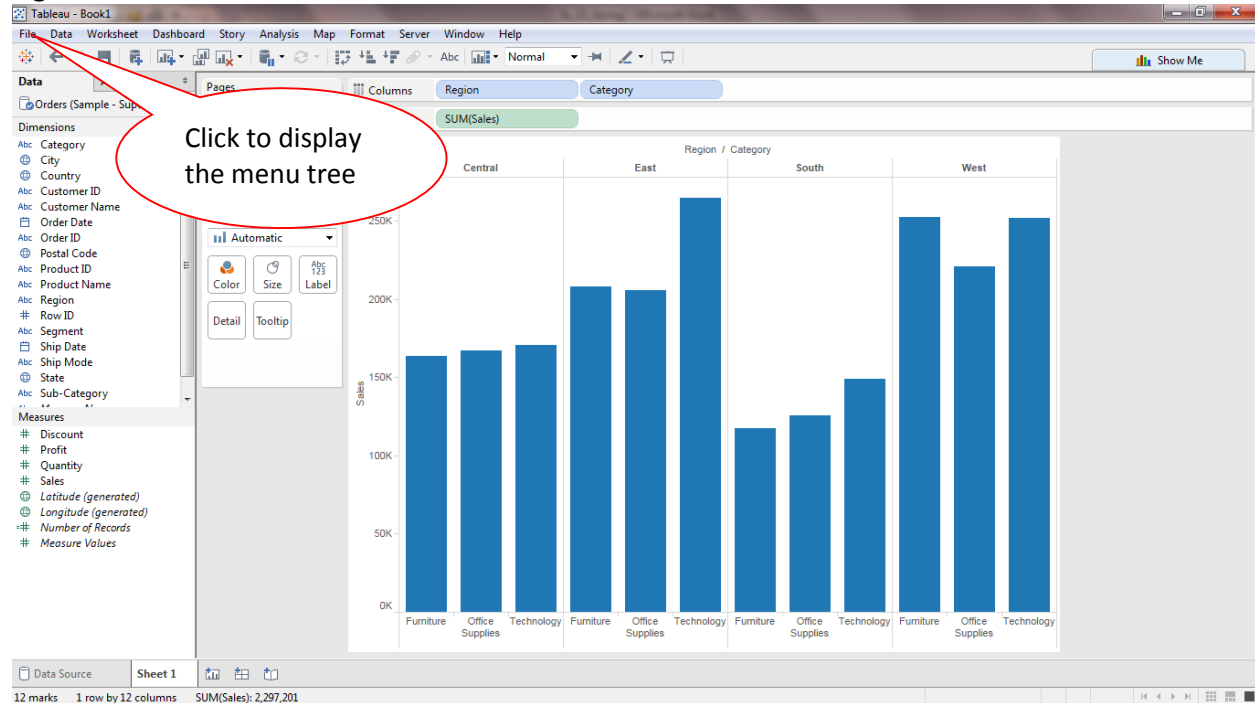 Tableau - Book1
File Data Worksheet Dashboard Story Analysis Map Format Server Window Help
Abc Normal Show Me
Data
Pages
Columns Region Category
Orders (Sample - Sup
SUM(Sales)
Click to display
the menu tree
Dimensions
Abc Category
City
Country
Abc Customer ID
Abc Customer Name
Order Date
Abc Order ID
Postal Code
Abc Product ID
Abc Product Name
Abc Region
# Row ID
Abc Segment
Ship Date
Abc Ship Mode
State
Abc Sub-Category
Measures
# Discount
# Profit
# Quantity
# Sales
Latitude (generated)
Longitude (generated)
=# Number of Records
# Measure Values
Automatic
Abc
123
Color Size Label
Detail Tooltip
Region / Category
Central East South West
250K
200K
150K
100K
50K
0K
Sales
Furniture Office Supplies Technology Furniture Office Supplies Technology Furniture Office Supplies Technology Furniture Office Supplies Technology
Data Source Sheet 1
12 marks 1 row by 12 columns SUM(Sales): 2,297,201